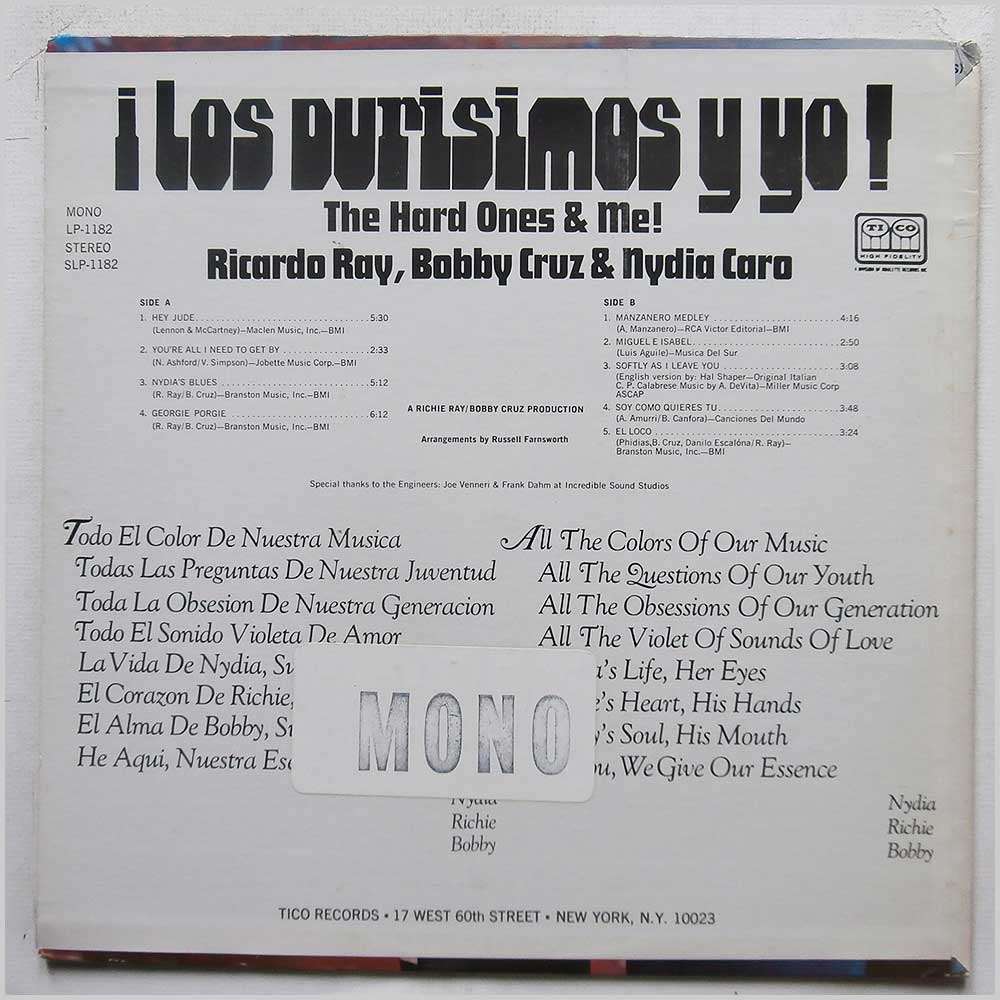 ¡Los Durisimos y yo!
The Hard Ones & Me!
Ricardo Ray, Bobby Cruz & Nydia Caro
MONO
LP-1182
STEREO
SLP-1182
TICO
HIGH FIDELITY
A DIVISION OF ROULETTE RECORDS INC
SIDE A
1. HEY JUDE 5:30
(Lennon & McCartney)—Maclen Music, Inc.—BMI
2. YOU'RE ALL I NEED TO GET BY 2:33
(N. Ashford/V. Simpson)—Jobette Music Corp.—BMI
3. NYDIA'S BLUES 5:12
(R. Ray/B. Cruz)—Branston Music, Inc.—BMI
4. GEORGIE PORGIE 6:12
(R. Ray/B. Cruz)—Branston Music, Inc.—BMI
SIDE B
1. MANZANERO MEDLEY 4:16
(A. Manzanero)—RCA Victor Editorial—BMI
2. MIGUEL E ISABEL 2:50
(Luis Aguile)—Musica Del Sur
3. SOFTLY AS I LEAVE YOU 3:08
(English version by: Hal Shaper—Original Italian
C. P. Calabrese Music by A. DeVita)—Miller Music Corp
ASCAP
4. SOY COMO QUIERES TU 3:48
(A. Amurri/B. Canfora)—Canciones Del Mundo
5. EL LOCO 3:24
(Phidias,B. Cruz, Danilo Escalóna/R. Ray)—
Branston Music, Inc.—BMI
A RICHIE RAY/BOBBY CRUZ PRODUCTION
Arrangements by Russell Farnsworth
Special thanks to the Engineers: Joe Venneri & Frank Dahm at Incredible Sound Studios
Todo El Color De Nuestra Musica
Todas Las Preguntas De Nuestra Juventud
Toda La Obsesion De Nuestra Generacion
Todo El Sonido Violeta De Amor
La Vida De Nydia,
El Corazon De Richie,
El Alma De Bobby,
He Aqui, Nuestra
Nydia
Richie
Bobby
All The Colors Of Our Music
All The Questions Of Our Youth
All The Obsessions Of Our Generation
All The Violet Of Sounds Of Love
Life, Her Eyes
Heart, His Hands
Soul, His Mouth
We Give Our Essence
Nydia
Richie
Bobby
MONO
TICO RECORDS • 17 WEST 60th STREET • NEW YORK, N.Y. 10023